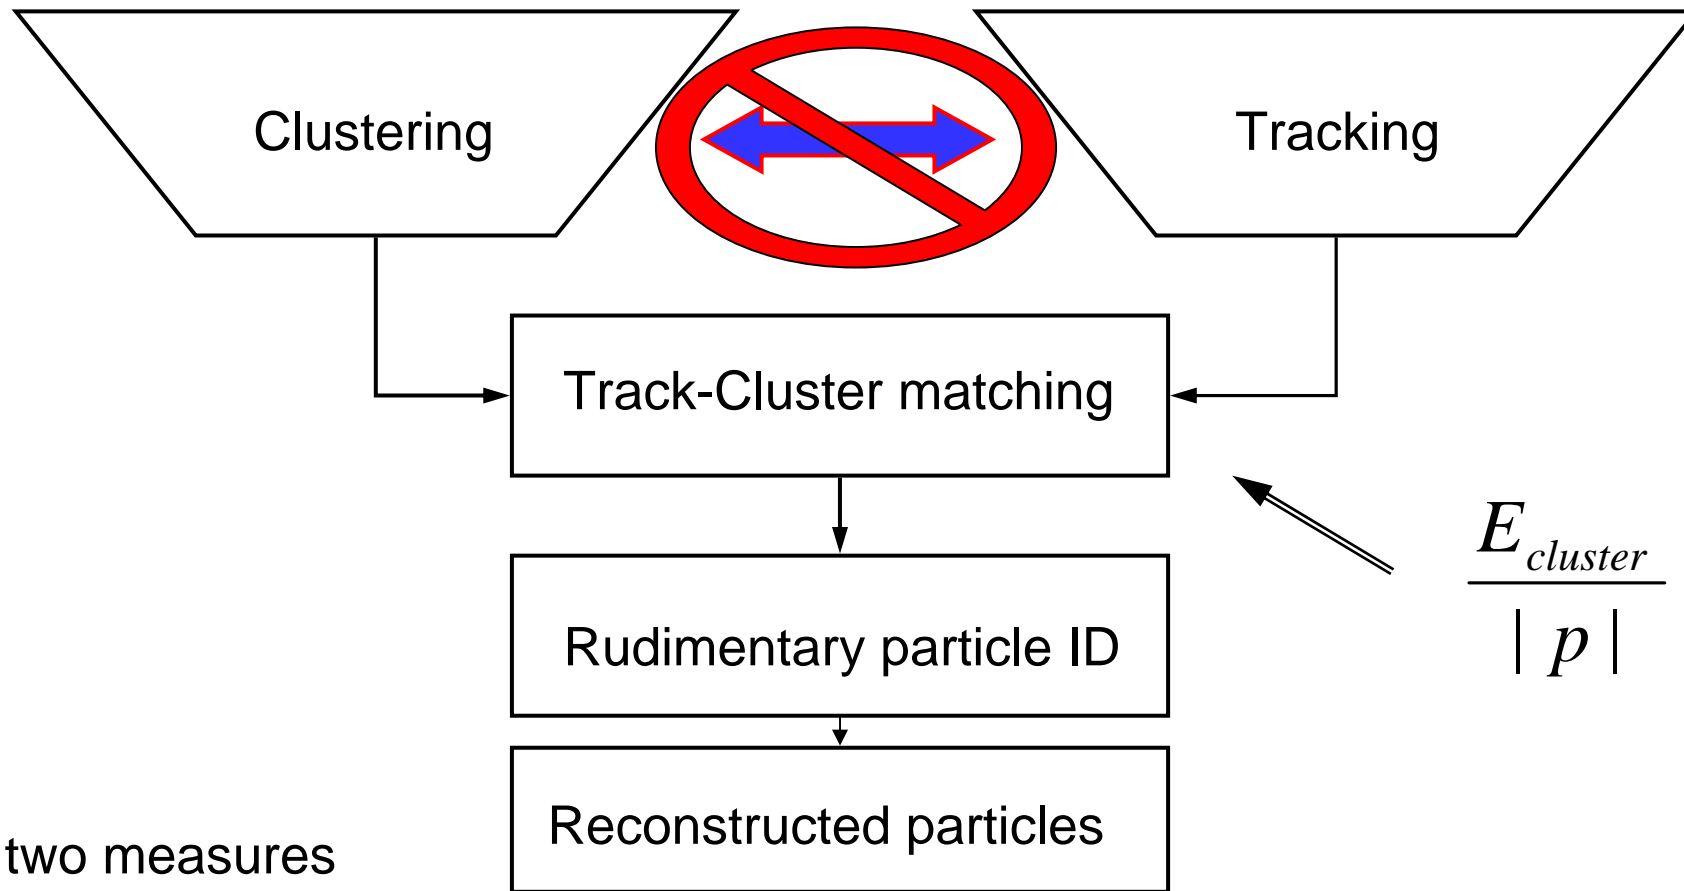 Clustering
Tracking
Track-Cluster matching
E_cluster
| p |
Rudimentary particle ID
Reconstructed particles
two measures